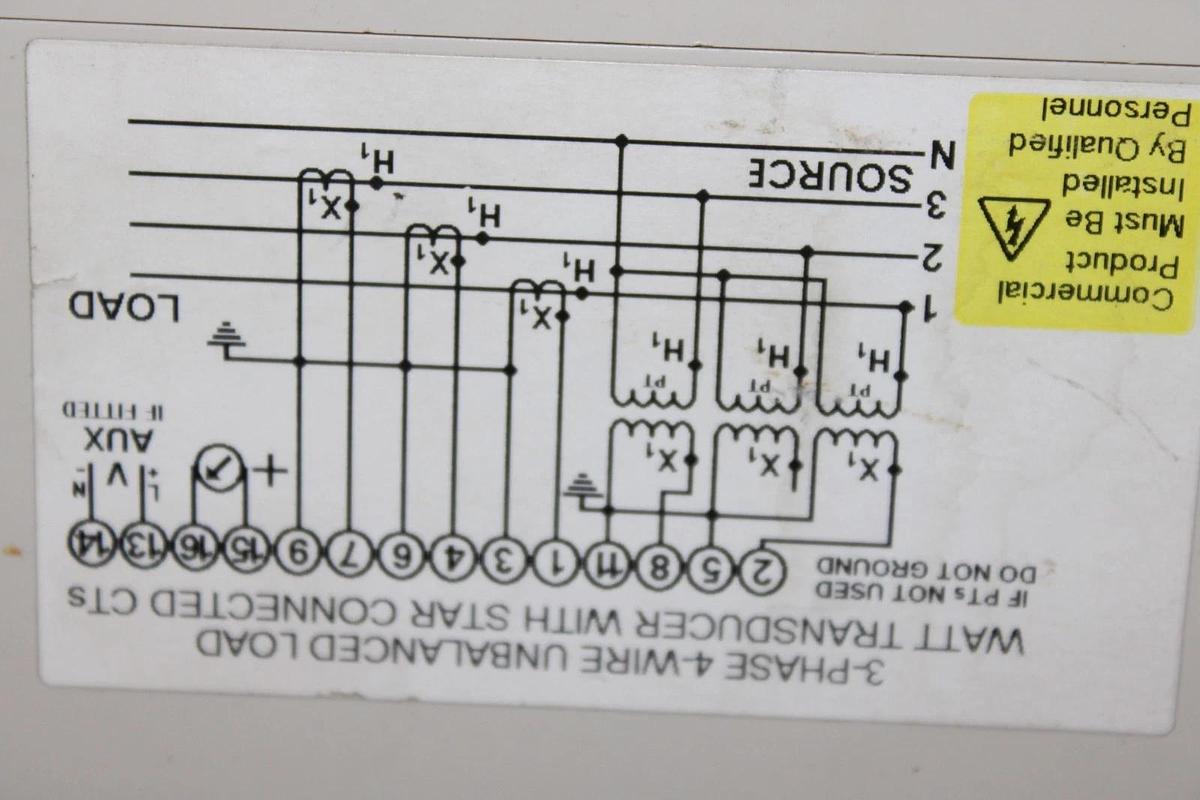 3-PHASE 4-WIRE UNBALANCED LOAD
WATT TRANSDUCER WITH STAR CONNECTED CTs
IF PTs NOT USED
DO NOT GROUND
2 5 8 11 1 3 4 6 7 9 15 16 13 14
+
L N
+ V -
AUX
IF FITTED
X₁ X₁ X₁
PT PT PT
H₁ H₁ H₁
LOAD
1
X₁ H₁
2
X₁ H₁
3
X₁ H₁
SOURCE
N
Commercial
Product
Must Be
Installed
By Qualified
Personnel